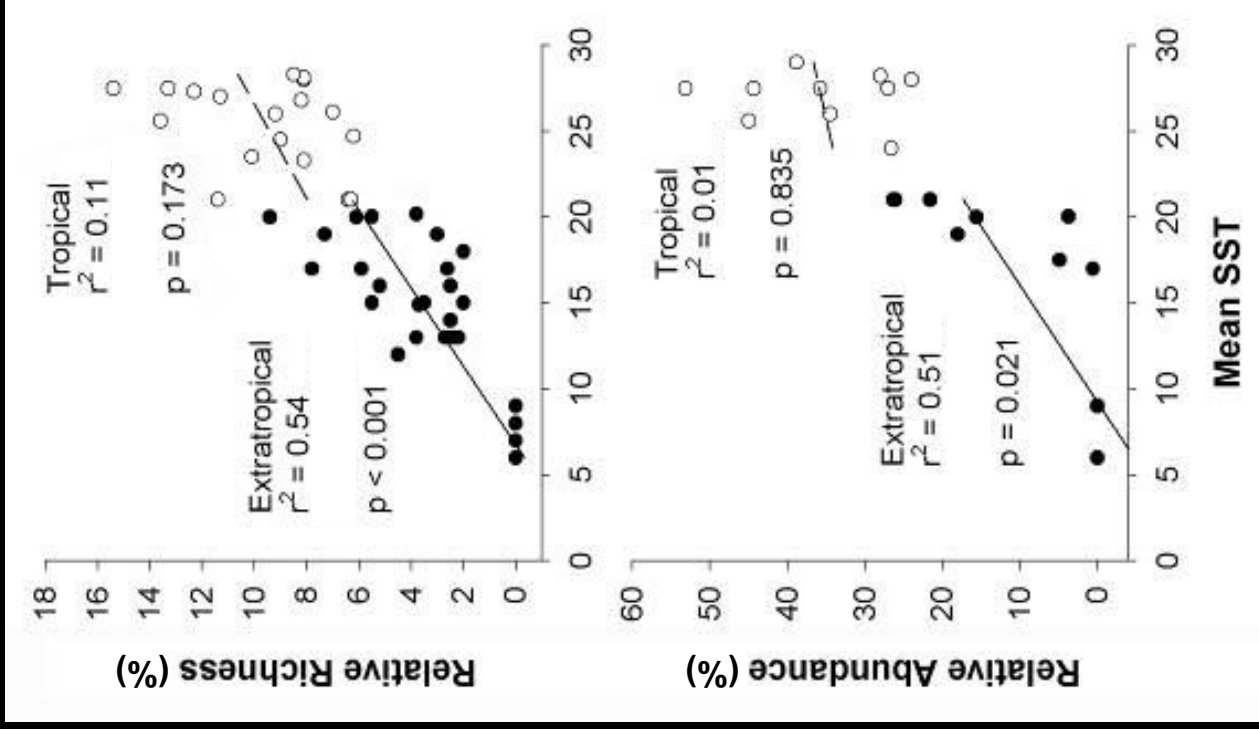 Relative Richness (%)
18
16
14
12
10
8
6
4
2
0
Tropical
r² = 0.11
p = 0.173
Extratropical
r² = 0.54
p < 0.001
0 5 10 15 20 25 30
Relative Abundance (%)
60
50
40
30
20
10
0
Tropical
r² = 0.01
p = 0.835
Extratropical
r² = 0.51
p = 0.021
0 5 10 15 20 25 30
Mean SST